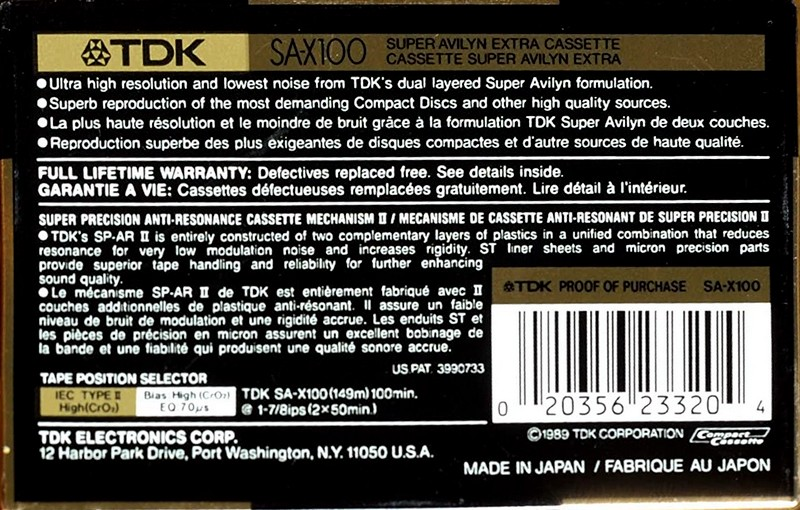 TDK SA-X100 SUPER AVILYN EXTRA CASSETTE
CASSETTE SUPER AVILYN EXTRA
●Ultra high resolution and lowest noise from TDK's dual layered Super Avilyn formulation.
●Superb reproduction of the most demanding Compact Discs and other high quality sources.
●La plus haute résolution et le moindre de bruit grâce à la formulation TDK Super Avilyn de deux couches.
●Reproduction superbe des plus éxigeantes de disques compactes et d'autre sources de haute qualité.
FULL LIFETIME WARRANTY: Defectives replaced free. See details inside.
GARANTIE A VIE: Cassettes défectueuses remplacées gratuitement. Lire détail à l'intérieur.
SUPER PRECISION ANTI-RESONANCE CASSETTE MECHANISM II / MECANISME DE CASSETTE ANTI-RESONANT DE SUPER PRECISION II
●TDK's SP-AR II is entirely constructed of two complementary layers of plastics in a unified combination that reduces
resonance for very low modulation noise and increases rigidity. ST liner sheets and micron precision parts
provide superior tape handling and reliability for further enhancing
sound quality.
●Le mécanisme SP-AR II de TDK est entièrement fabriqué avec II
couches additionnelles de plastique anti-résonant. Il assure un faible
niveau de bruit de modulation et une rigidité accrue. Les enduits ST et
les pièces de précision en micron assurent un excellent bobinage de
la bande et une fiabilité qui produisent une qualité sonore accrue.
US PAT. 3990733
TDK PROOF OF PURCHASE SA-X100
0 20356 23320 4
TAPE POSITION SELECTOR
IEC TYPE II
High(CrO₂)
Bias High(CrO₂)
EQ 70μs
TDK SA-X100(149m)100min.
@ 1-7/8ips(2×50min.)
TDK ELECTRONICS CORP.
12 Harbor Park Drive, Port Washington, N.Y. 11050 U.S.A.
©1989 TDK CORPORATION Compact Cassette
MADE IN JAPAN / FABRIQUE AU JAPON